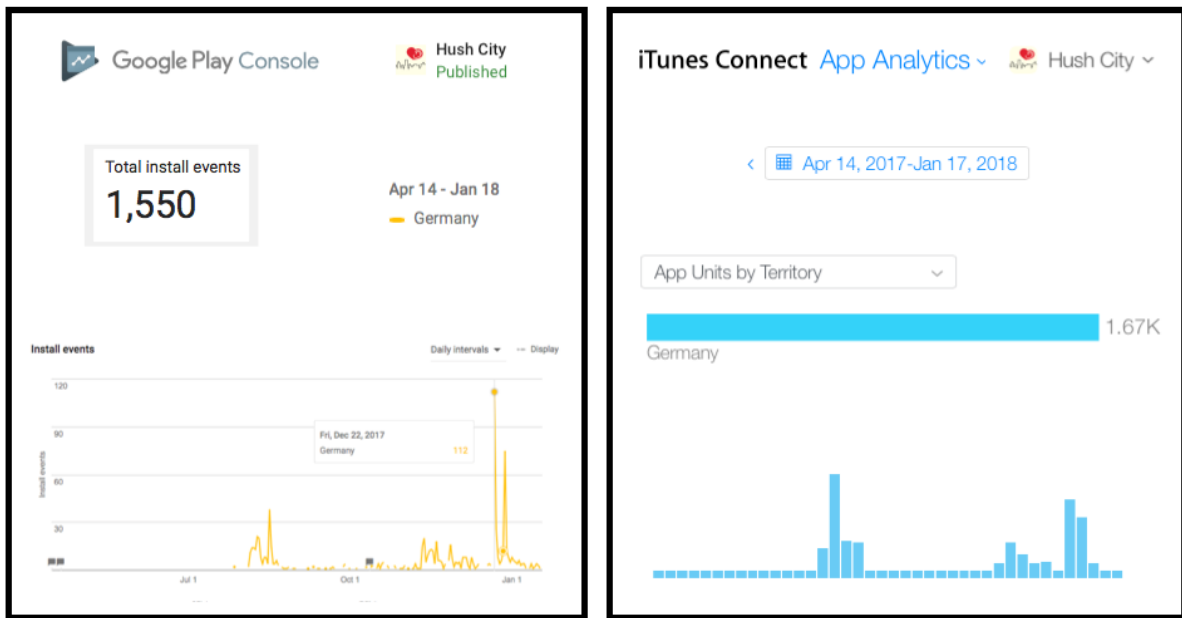 Google Play Console
Hush City
Published
Total install events
1,550
Apr 14 - Jan 18
Germany
Install events
Daily intervals
Display
120
90
60
30
Install events
Fri, Dec 22, 2017
Germany 112
Jul 1
Oct 1
Jan 1
iTunes Connect App Analytics
Hush City
Apr 14, 2017-Jan 17, 2018
App Units by Territory
1.67K
Germany